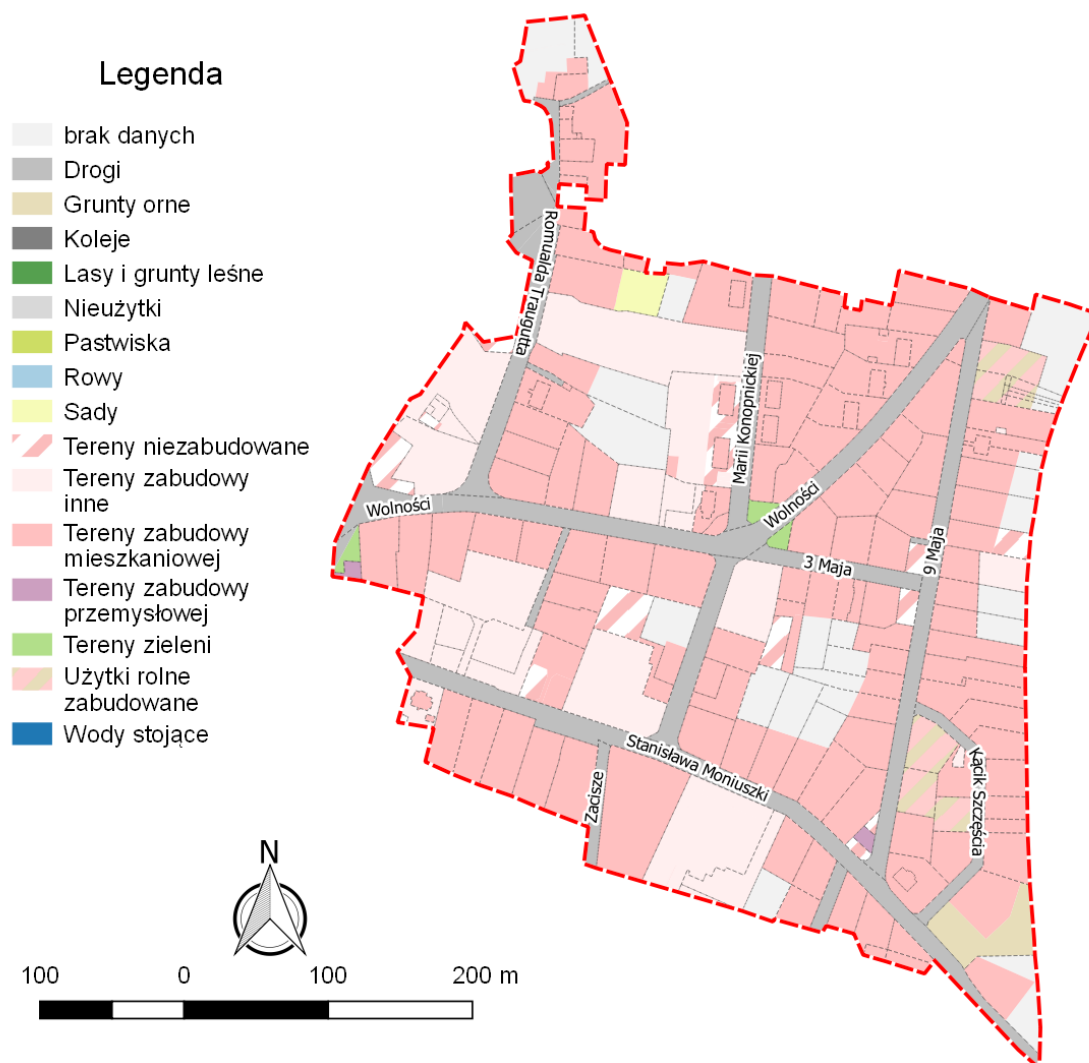 Legenda
brak danych
Drogi
Grunty orne
Koleje
Lasy i grunty leśne
Nieużytki
Pastwiska
Rowy
Sady
Tereny niezabudowane
Tereny zabudowy
inne
Tereny zabudowy
mieszkaniowej
Tereny zabudowy
przemysłowej
Tereny zieleni
Użytki rolne
zabudowane
Wody stojące
Romualda Traugutta
Marii Konopnickiej
Wolności
Wolności
3 Maja
9 Maja
Stanisława Moniuszki
Zacisze
Kącik Szczęścia
N
100 0 100 200 m